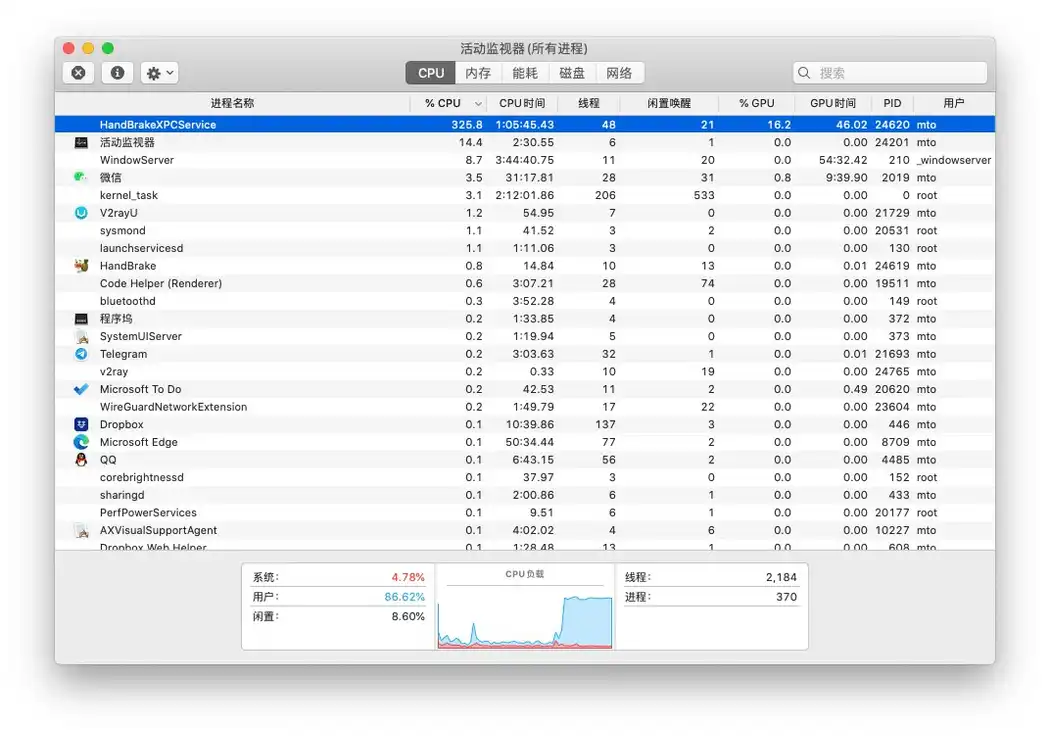 活动监视器(所有进程)
CPU 内存 能耗 磁盘 网络 搜索
进程名称 % CPU CPU时间 线程 闲置唤醒 % GPU GPU时间 PID 用户
HandBrakeXPCService 325.8 1:05:45.43 48 21 16.2 46.02 24620 mto
活动监视器 14.4 2:30.55 6 1 0.0 0.00 24201 mto
WindowServer 8.7 3:44:40.75 11 20 0.0 54:32.42 210 _windowserver
微信 3.5 31:17.81 28 31 0.8 9:39.90 2019 mto
kernel_task 3.1 2:12:01.86 206 533 0.0 0.00 0 root
V2rayU 1.2 54.95 7 0 0.0 0.00 21729 mto
sysmond 1.1 41.52 3 2 0.0 0.00 20531 root
launchservicesd 1.1 1:11.06 3 0 0.0 0.00 130 root
HandBrake 0.8 14.84 10 13 0.0 0.01 24619 mto
Code Helper (Renderer) 0.6 3:07.21 28 74 0.0 0.00 19511 mto
bluetoothd 0.3 3:52.28 4 0 0.0 0.00 149 root
程序坞 0.2 1:33.85 4 0 0.0 0.00 372 mto
SystemUIServer 0.2 1:19.94 5 0 0.0 0.00 373 mto
Telegram 0.2 3:03.63 32 1 0.0 0.01 21693 mto
v2ray 0.2 0.33 10 19 0.0 0.00 24765 mto
Microsoft To Do 0.2 42.53 11 2 0.0 0.49 20620 mto
WireGuardNetworkExtension 0.2 1:49.79 17 22 0.0 0.00 23604 mto
Dropbox 0.1 10:39.86 137 3 0.0 0.00 446 mto
Microsoft Edge 0.1 50:34.44 77 2 0.0 0.00 8709 mto
QQ 0.1 6:43.15 56 2 0.0 0.00 4485 mto
corebrightnessd 0.1 37.97 3 0 0.0 0.00 152 root
sharingd 0.1 2:00.86 6 1 0.0 0.00 433 mto
PerfPowerServices 0.1 9.51 6 1 0.0 0.00 20177 root
AXVisualSupportAgent 0.1 4:02.02 4 6 0.0 0.00 10227 mto
Dropbox Web Helper 0.1 1:28.48 13 1 0.0 0.00 608 mto
系统: 4.78% CPU负载 线程: 2,184
用户: 86.62% 进程: 370
闲置: 8.60%